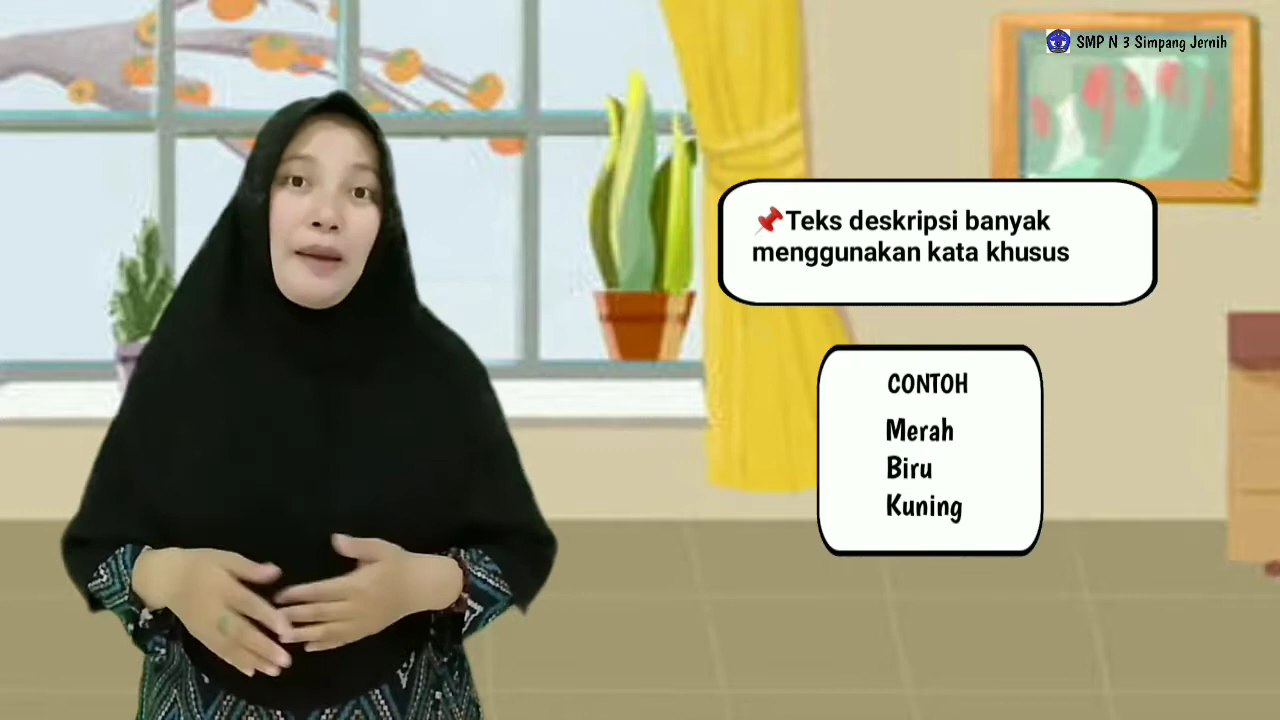 SMP N 3 Simpang Jernih
📌Teks deskripsi banyak
menggunakan kata khusus
CONTOH
Merah
Biru
Kuning